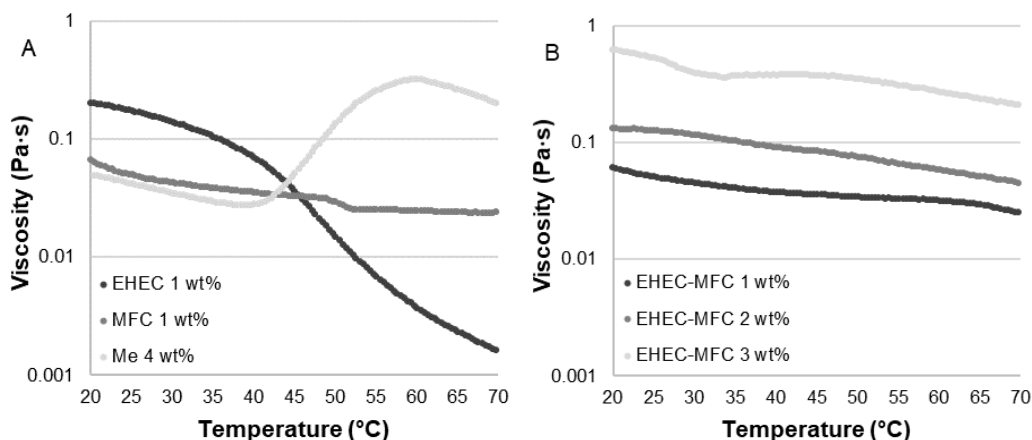 A
Viscosity (Pa·s)
1
0.1
0.01
0.001
EHEC 1 wt%
MFC 1 wt%
Me 4 wt%
20 25 30 35 40 45 50 55 60 65 70
Temperature (°C)
B
Viscosity (Pa·s)
1
0.1
0.01
0.001
EHEC-MFC 1 wt%
EHEC-MFC 2 wt%
EHEC-MFC 3 wt%
20 25 30 35 40 45 50 55 60 65 70
Temperature (°C)